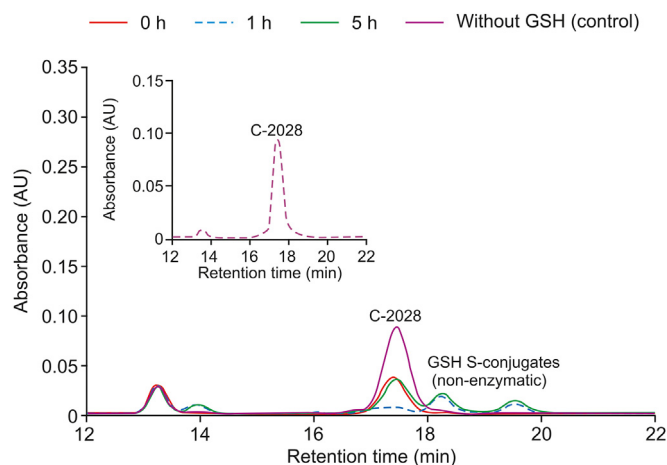 0 h 1 h 5 h Without GSH (control)
0.35
0.30
0.25
0.20
0.15
0.10
0.05
0
Absorbance (AU)
0.15
0.10
0.05
0
Absorbance (AU)
C-2028
12 14 16 18 20 22
Retention time (min)
C-2028
GSH S-conjugates
(non-enzymatic)
12 14 16 18 20 22
Retention time (min)